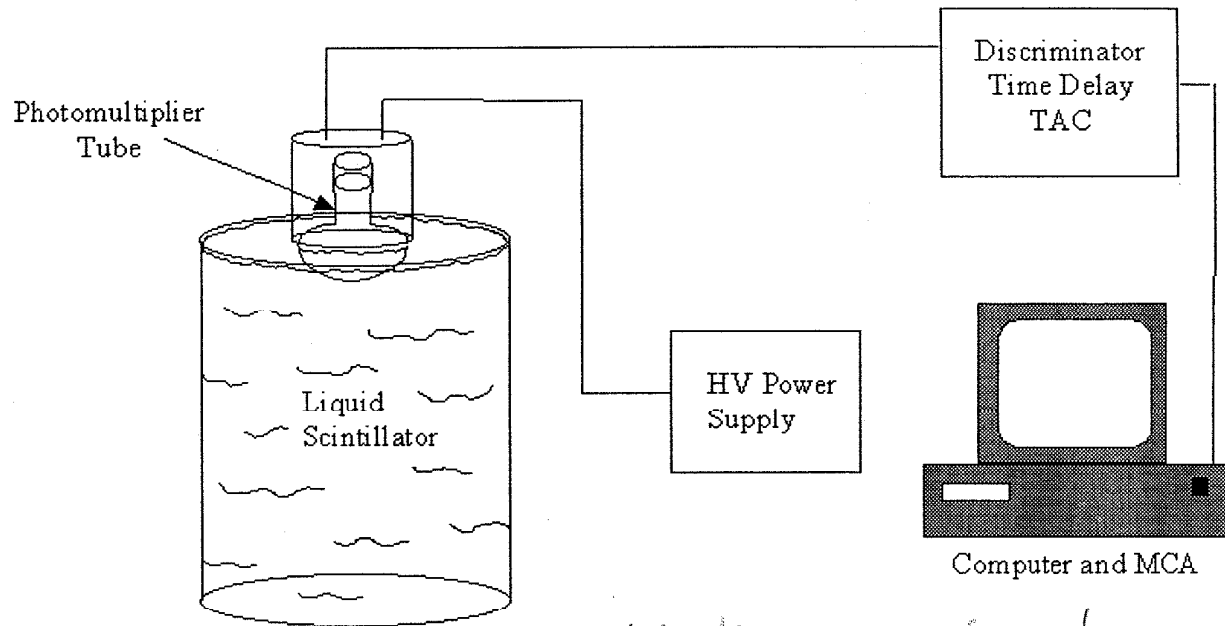 Discriminator
Time Delay
TAC
Photomultiplier
Tube
Liquid
Scintillator
HV Power
Supply
Computer and MCA